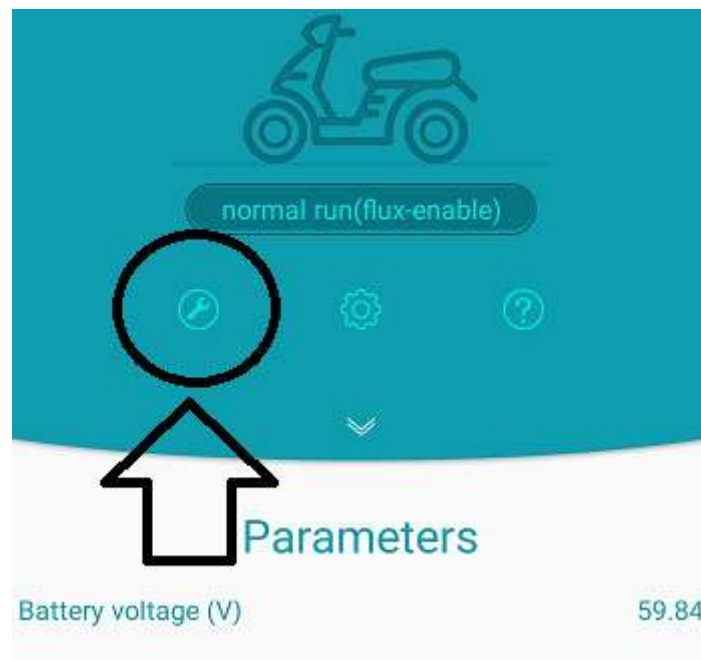 normal run(flux-enable)
?
Parameters
Battery voltage (V) 59.84